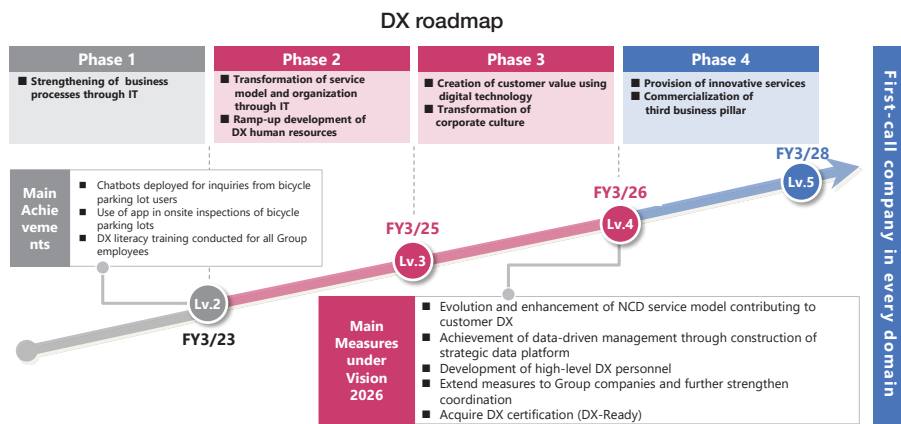 DX roadmap
Phase 1
■ Strengthening of business
processes through IT
Phase 2
■ Transformation of service
model and organization
through IT
■ Ramp-up development of
DX human resources
Phase 3
■ Creation of customer value using
digital technology
■ Transformation of
corporate culture
Phase 4
■ Provision of innovative services
■ Commercialization of
third business pillar
First-call company in every domain
Main
Achie
veme
nts
■ Chatbots deployed for inquiries from bicycle
parking lot users
■ Use of app in onsite inspections of bicycle
parking lots
■ DX literacy training conducted for all Group
employees
Lv.2
FY3/23
FY3/25
Lv.3
FY3/26
Lv.4
FY3/28
Lv.5
Main
Measures
under
Vision
2026
■ Evolution and enhancement of NCD service model contributing to
customer DX
■ Achievement of data-driven management through construction of
strategic data platform
■ Development of high-level DX personnel
■ Extend measures to Group companies and further strengthen
coordination
■ Acquire DX certification (DX-Ready)